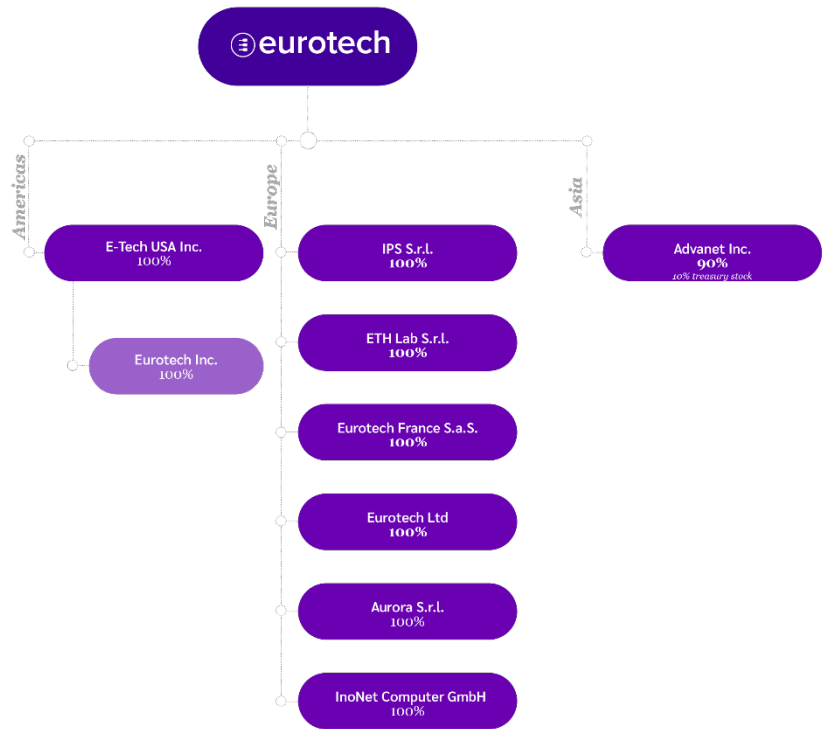 eurotech
Americas
E-Tech USA Inc.
100%
Eurotech Inc.
100%
Europe
IPS S.r.l.
100%
ETH Lab S.r.l.
100%
Eurotech France S.a.S.
100%
Eurotech Ltd
100%
Aurora S.r.l.
100%
InoNet Computer GmbH
100%
Asia
Advanet Inc.
90%
10% treasury stock